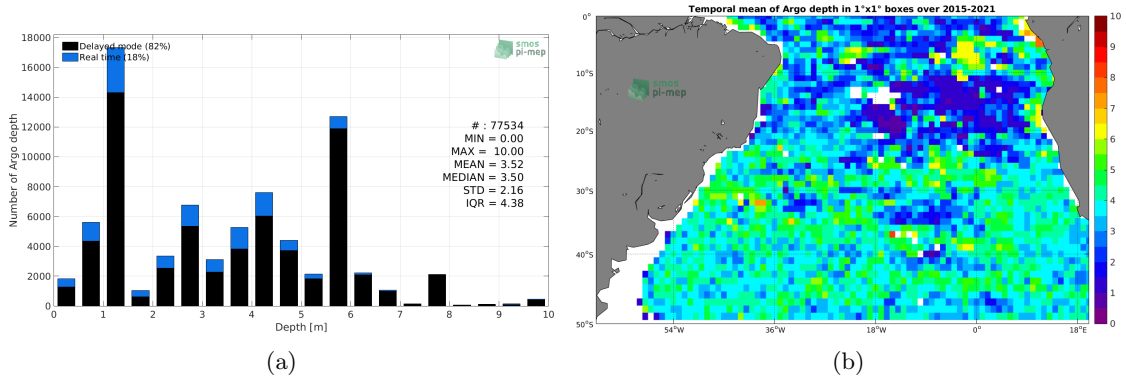 Delayed mode (82%)
Real time (18%)
smos
pi-mep
# : 77534
MIN = 0.00
MAX = 10.00
MEAN = 3.52
MEDIAN = 3.50
STD = 2.16
IQR = 4.38
18000
16000
14000
12000
10000
8000
6000
4000
2000
0
Number of Argo depth
0 1 2 3 4 5 6 7 8 9 10
Depth [m]
(a)
Temporal mean of Argo depth in 1°x1° boxes over 2015-2021
smos
pi-mep
0°
10°S
20°S
30°S
40°S
50°S
54°W 36°W 18°W 0° 18°E
10
9
8
7
6
5
4
3
2
1
0
(b)